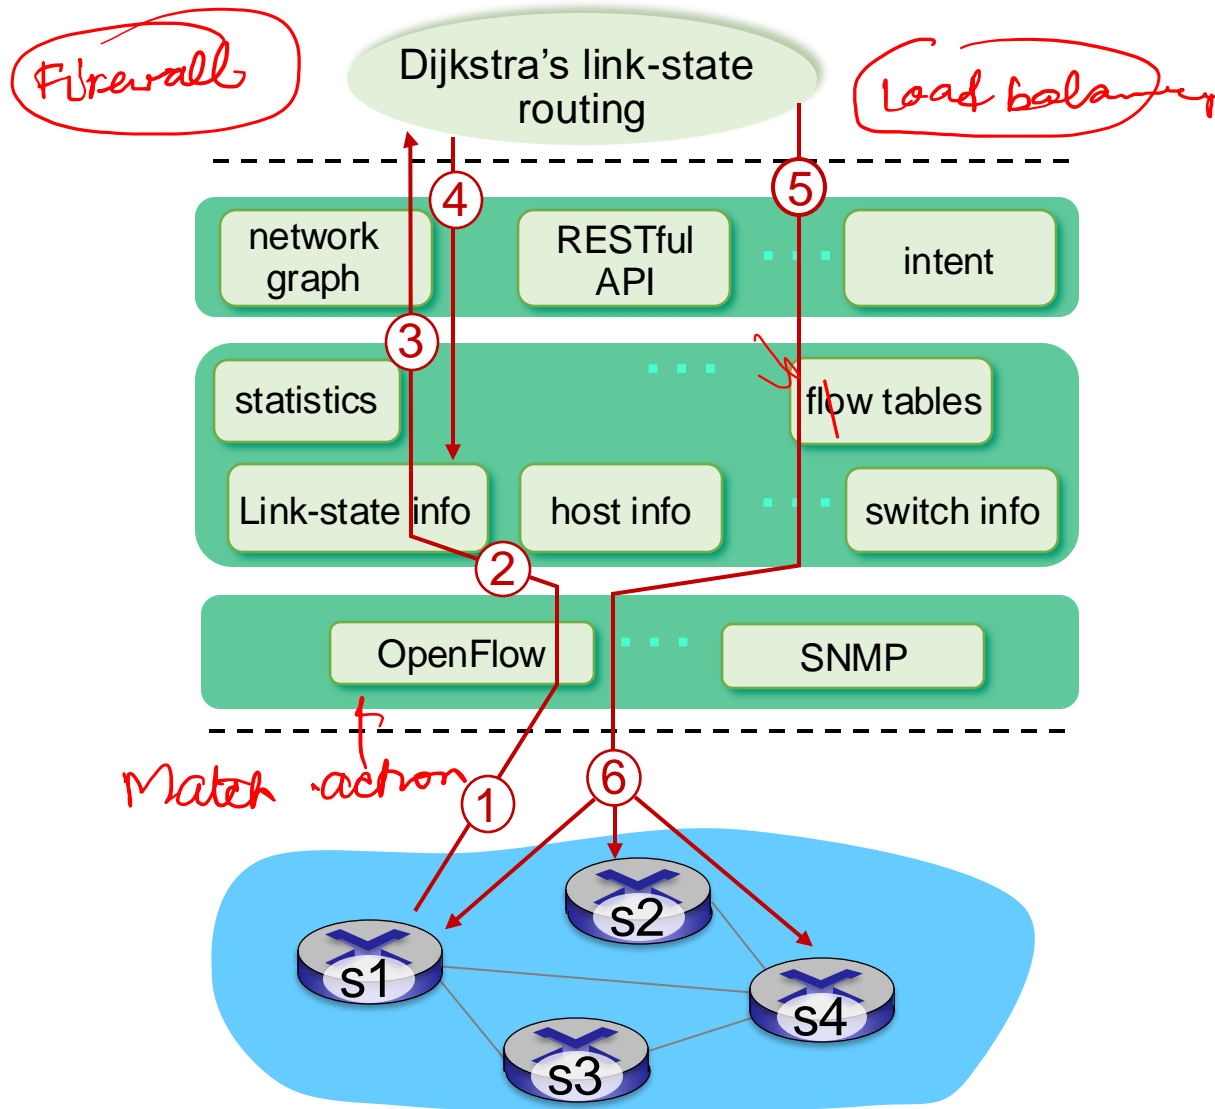 Firewall
Dijkstra's link-state
routing
Load balancing
4
5
network
graph
RESTful
API
intent
3
statistics
flow tables
Link-state info
host info
switch info
2
OpenFlow
SNMP
Match action
1
6
s2
s1
s4
s3